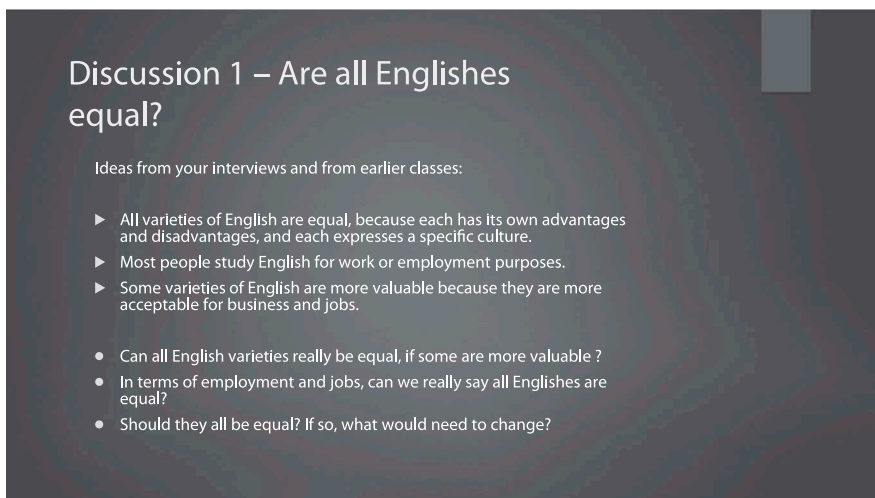 Discussion 1 – Are all Englishes
equal?
Ideas from your interviews and from earlier classes:
▶ All varieties of English are equal, because each has its own advantages
and disadvantages, and each expresses a specific culture.
▶ Most people study English for work or employment purposes.
▶ Some varieties of English are more valuable because they are more
acceptable for business and jobs.
● Can all English varieties really be equal, if some are more valuable ?
● In terms of employment and jobs, can we really say all Englishes are
equal?
● Should they all be equal? If so, what would need to change?